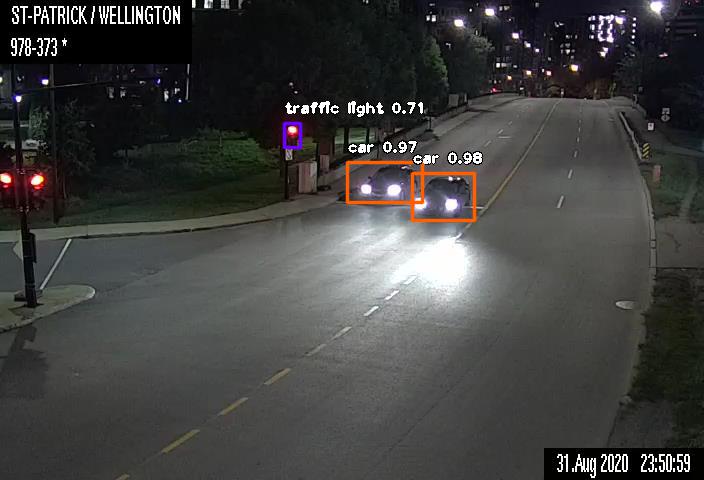 ST-PATRICK / WELLINGTON
978-373 *
traffic light 0.71
car 0.97
car 0.98
31.Aug 2020 23:50:59